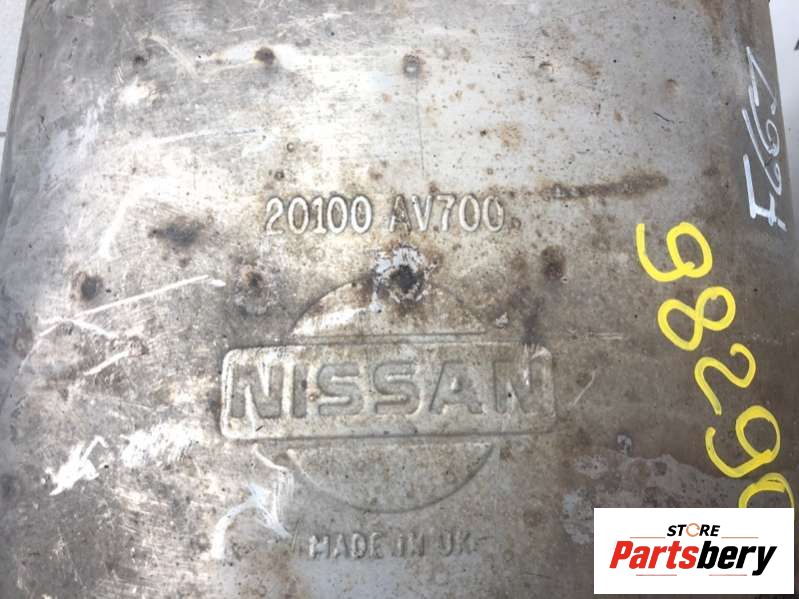 20100 AV700
NISSAN
MADE IN UK
98290
STORE
Partsbery